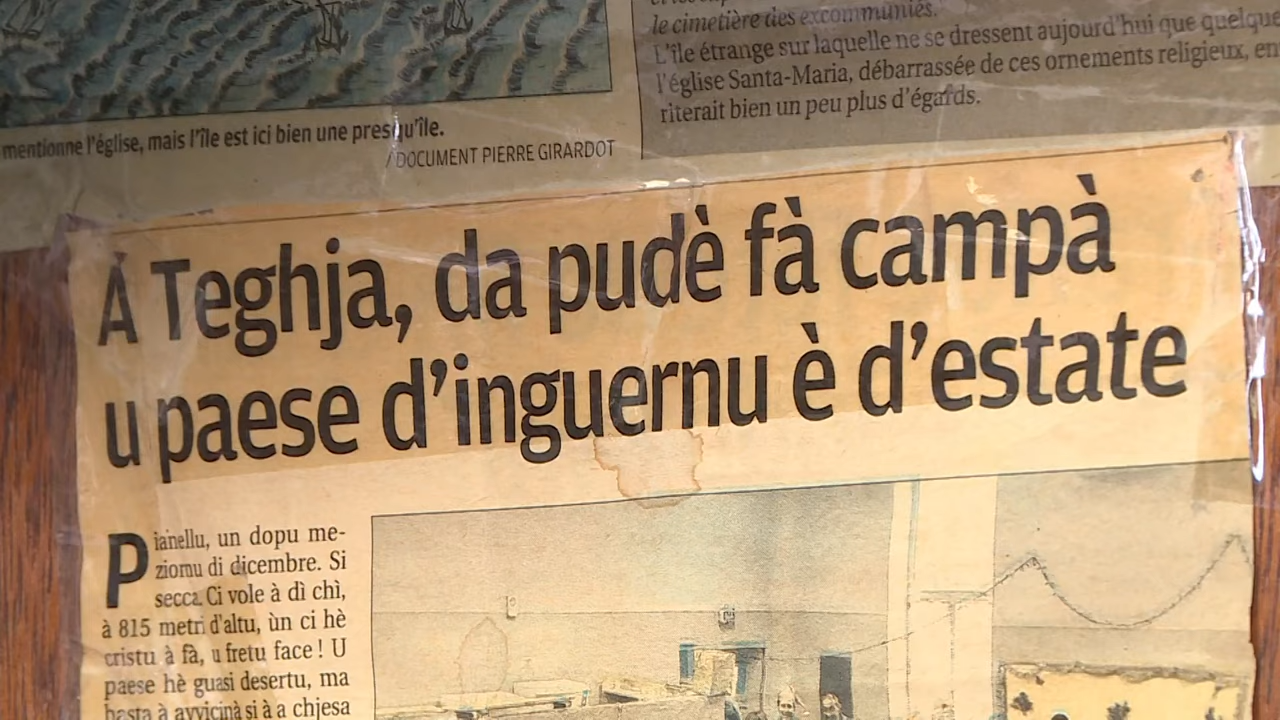 mentionne l'église, mais l'île est ici bien une presqu'île.
/DOCUMENT PIERRE GIRARDOT
le cimetière des excommuniés.
L'île étrange sur laquelle ne se dressent aujourd'hui que quelque
l'église Santa-Maria, débarrassée de ces ornements religieux, en
riterait bien un peu plus d'égards.
À Teghja, da pudè fà campà
u paese d'inguernu è d'estate
Pianellu, un dopu me-
ziornu di dicembre. Si
secca. Ci vole à dì chì,
à 815 metri d'altu, ùn ci hè
cristu à fà, u fretu face ! U
paese hè guasi desertu, ma
basta à avvicinà si à a chjesa